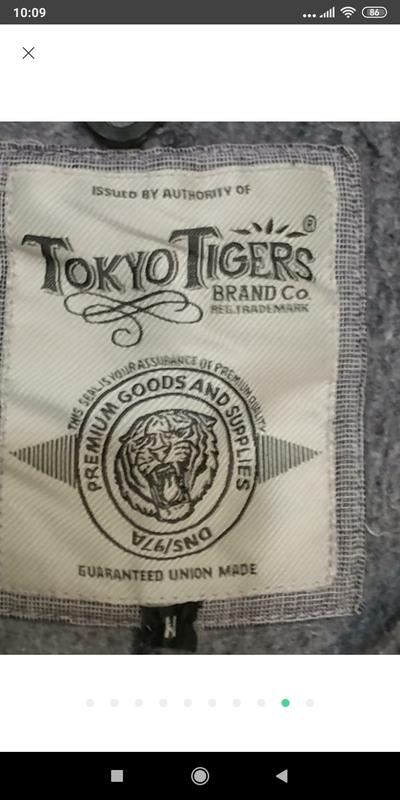 10:09
86
ISSUED BY AUTHORITY OF
TOKYO TIGERS ®
BRAND Co.
REG. TRADEMARK
THIS SEAL IS YOUR ASSURANCE OF PREMIUM QUALITY
PREMIUM GOODS AND SUPPLIES
DNS/97A
GUARANTEED UNION MADE